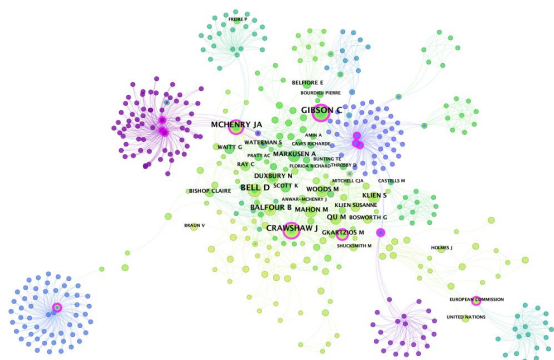 FREIRE P
BELFIORE E
BOURDIEU PIERRE
GIBSON C
MCHENRY JA
AMIN A
WATERMAN S
CAVES RICHARDE
WAITT G
BUNTING TE
PRATT AC
MARKUSEN A
THROSBY D
RAY C
FLORIDA RICHARD
DUXBURY N
MITCHELL CJA
CASTELLS M
BISHOP CLAIRE
BELL D
SCOTT K
WOODS M
KLIEN S
ANWAR-MCHENRY J
KLIEN SUSANNE
BALFOUR B
MAHON M
QU M
BOSWORTH G
BRAUN V
CRAWSHAW J
GKARTZIOS M
SHUCKSMITH M
HOLMES J
EUROPEAN COMMISSION
UNITED NATIONS